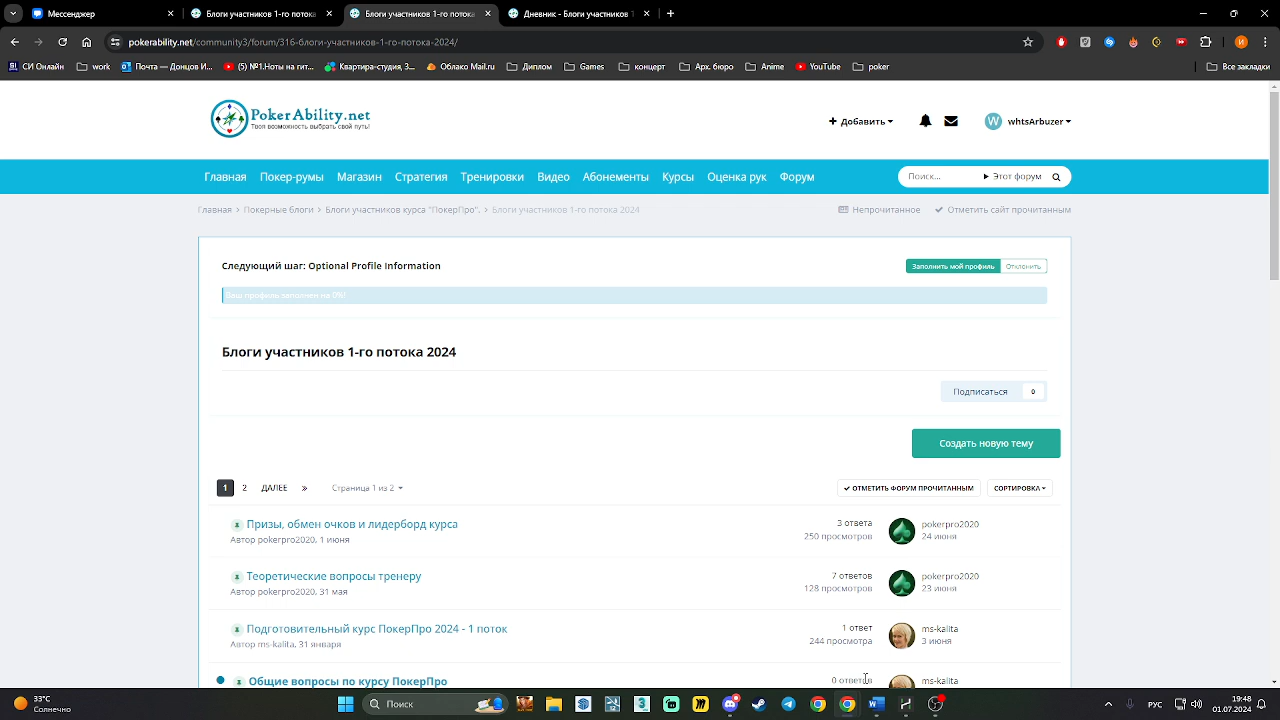 Мессенджер
Блоги участников 1-го потока
Блоги участников 1-го потока
Дневник - Блоги участников 1
pokerability.net/community3/forum/316-блоги-участников-1-го-потока-2024/
СИ Онлайн
work
Почта — Донцов И...
(5) №1.Ноты на гит...
Квартира-студия, 3...
Облако Mail.ru
Диплом
Games
концепт
Арх. бюро
Anime
YouTube
poker
Все закладки
PokerAbility.net
Твоя возможность выбрать свой путь!
+ Добавить
W whtsArbuzer
Главная Покер-румы Магазин Стратегия Тренировки Видео Абонементы Курсы Оценка рук Форум
Поиск... Этот форум
Главная > Покерные блоги > Блоги участников курса "ПокерПро". > Блоги участников 1-го потока 2024
Непрочитанное Отметить сайт прочитанным
Следующий шаг: Optional Profile Information
Заполнить мой профиль Отклонить
Ваш профиль заполнен на 0%!
Блоги участников 1-го потока 2024
Подписаться 0
Создать новую тему
1 2 ДАЛЕЕ » Страница 1 из 2
ОТМЕТИТЬ ФОРУМ ПРОЧИТАННЫМ СОРТИРОВКА
Призы, обмен очков и лидерборд курса
Автор pokerpro2020, 1 июня
3 ответа
250 просмотров
pokerpro2020
24 июня
Теоретические вопросы тренеру
Автор pokerpro2020, 31 мая
7 ответов
128 просмотров
pokerpro2020
23 июня
Подготовительный курс ПокерПро 2024 - 1 поток
Автор ms-kalita, 31 января
1 ответ
244 просмотра
ms-kalita
3 июня
Общие вопросы по курсу ПокерПро
0 ответов
ms-kalita
33°C
Солнечно
Поиск
РУС
19:48
01.07.2024